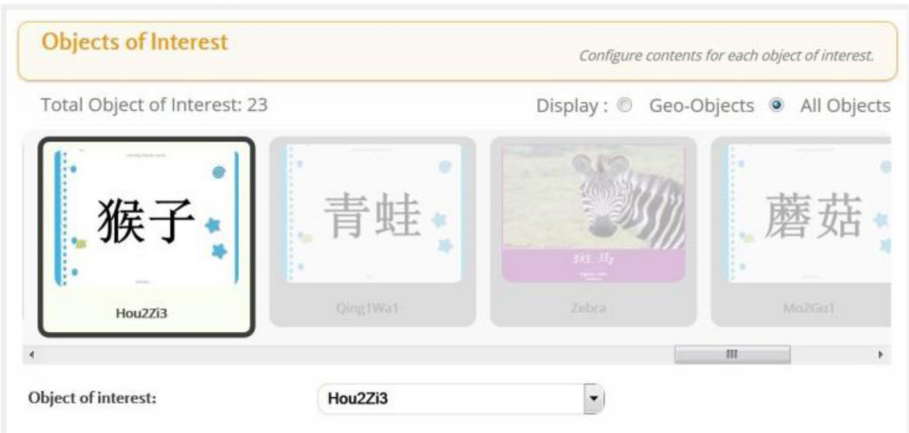 Objects of Interest
Configure contents for each object of interest.
Total Object of Interest: 23
Display : Geo-Objects All Objects
猴子
青蛙
蘑菇
Hou2Zi3
Qing1Wa1
Zebra
Mo2Gu1
Object of interest:
Hou2Zi3